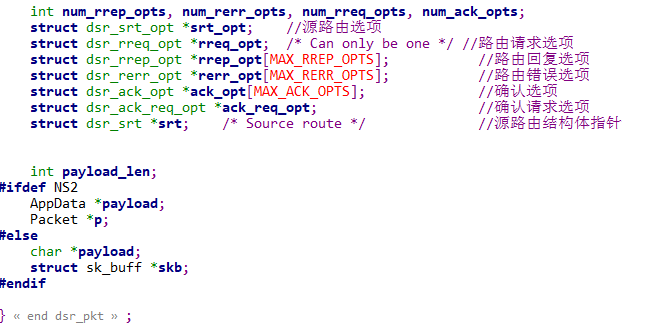 int num_rrep_opts, num_rerr_opts, num_rreq_opts, num_ack_opts;
struct dsr_srt_opt *srt_opt; //源路由选项
struct dsr_rreq_opt *rreq_opt; /* Can only be one */ //路由请求选项
struct dsr_rrep_opt *rrep_opt[MAX_RREP_OPTS]; //路由回复选项
struct dsr_rerr_opt *rerr_opt[MAX_RERR_OPTS]; //路由错误选项
struct dsr_ack_opt *ack_opt[MAX_ACK_OPTS]; //确认选项
struct dsr_ack_req_opt *ack_req_opt; //确认请求选项
struct dsr_srt *srt; /* Source route */ //源路由结构体指针
int payload_len;
#ifdef NS2
AppData *payload;
Packet *p;
#else
char *payload;
struct sk_buff *skb;
#endif
} « end dsr_pkt » ;